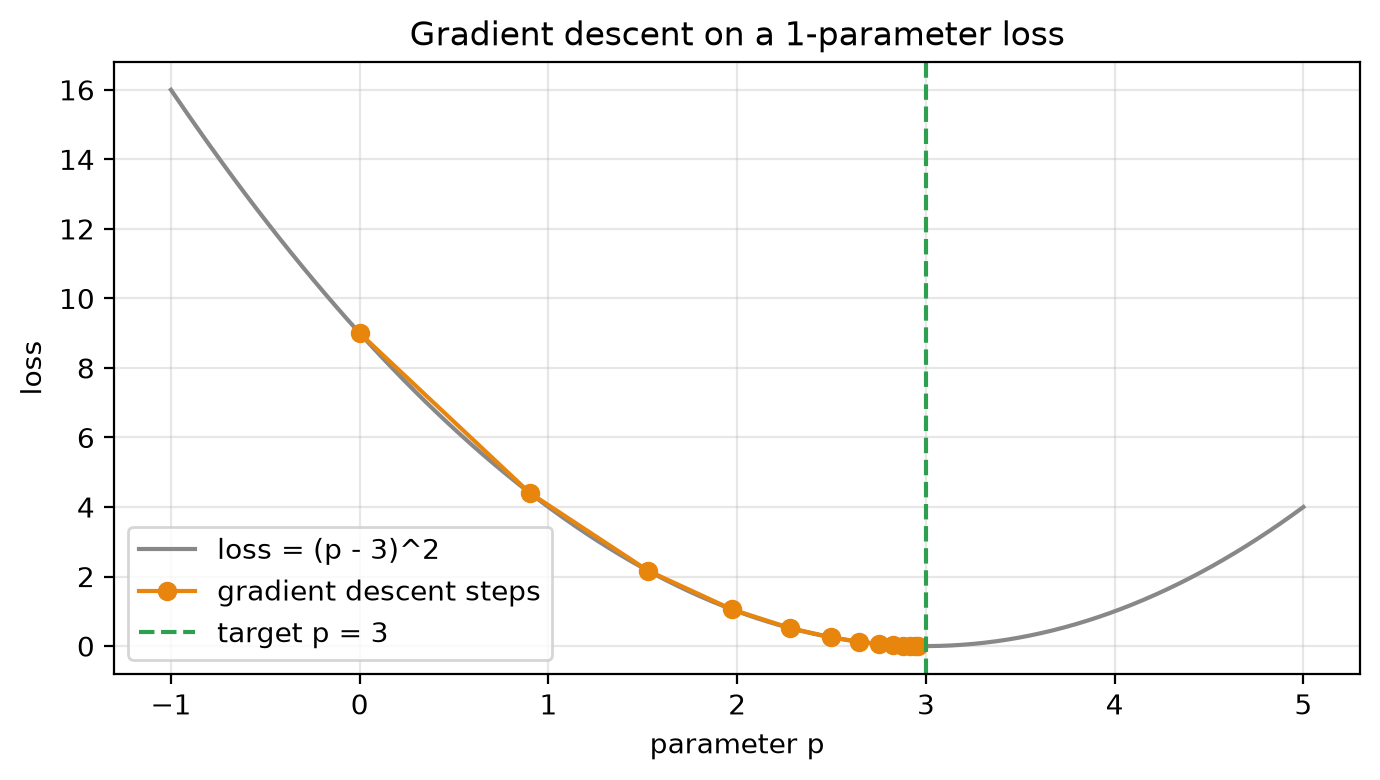 Gradient descent on a 1-parameter loss
16
14
12
10
8
6
4
2
0
loss
loss = (p - 3)^2
gradient descent steps
target p = 3
−1 0 1 2 3 4 5
parameter p